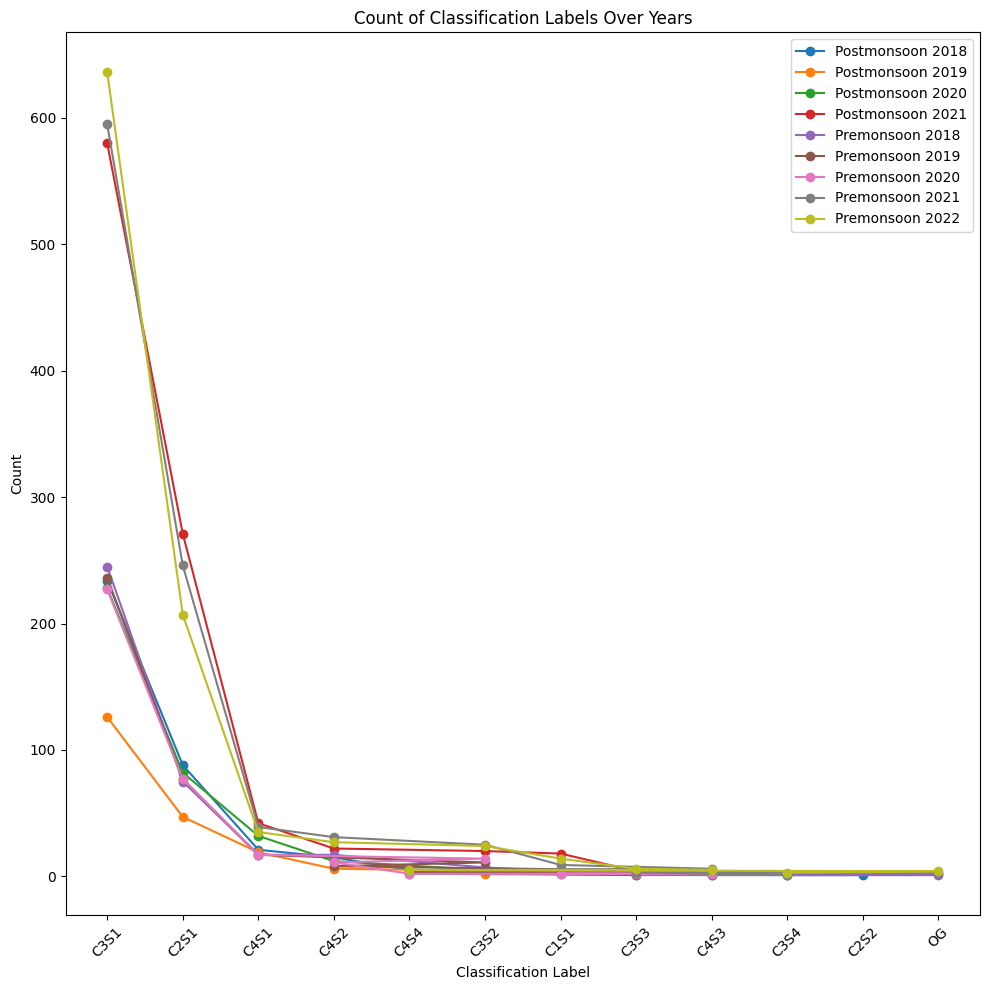 Count of Classification Labels Over Years
Postmonsoon 2018
Postmonsoon 2019
Postmonsoon 2020
Postmonsoon 2021
Premonsoon 2018
Premonsoon 2019
Premonsoon 2020
Premonsoon 2021
Premonsoon 2022
600
500
400
300
200
100
0
Count
C3S1 C2S1 C4S1 C4S2 C4S4 C3S2 C1S1 C3S3 C4S3 C3S4 C2S2 OG
Classification Label